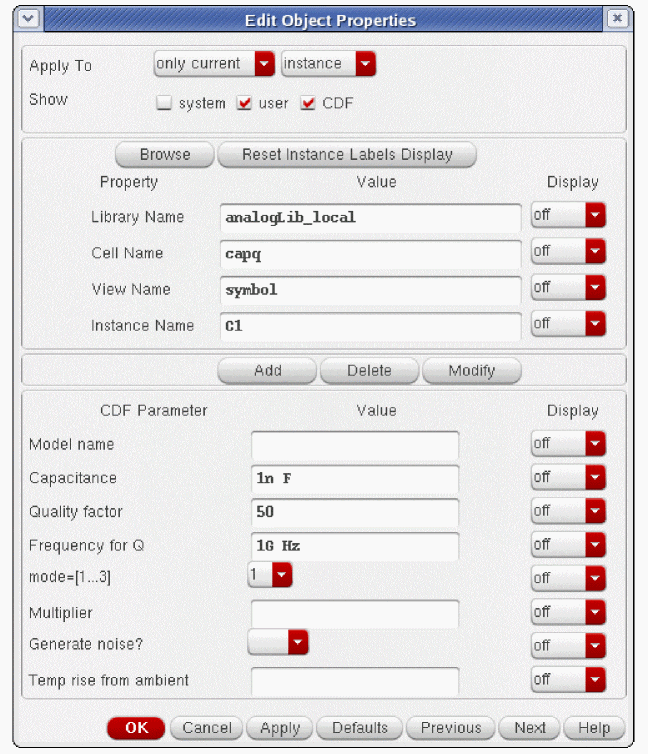 Edit Object Properties
Apply To only current instance
Show system user CDF
Browse Reset Instance Labels Display
Property Value Display
Library Name analogLib_local off
Cell Name capq off
View Name symbol off
Instance Name C1 off
Add Delete Modify
CDF Parameter Value Display
Model name off
Capacitance 1n F off
Quality factor 50 off
Frequency for Q 1G Hz off
mode=[1...3] 1 off
Multiplier off
Generate noise? off
Temp rise from ambient off
OK Cancel Apply Defaults Previous Next Help